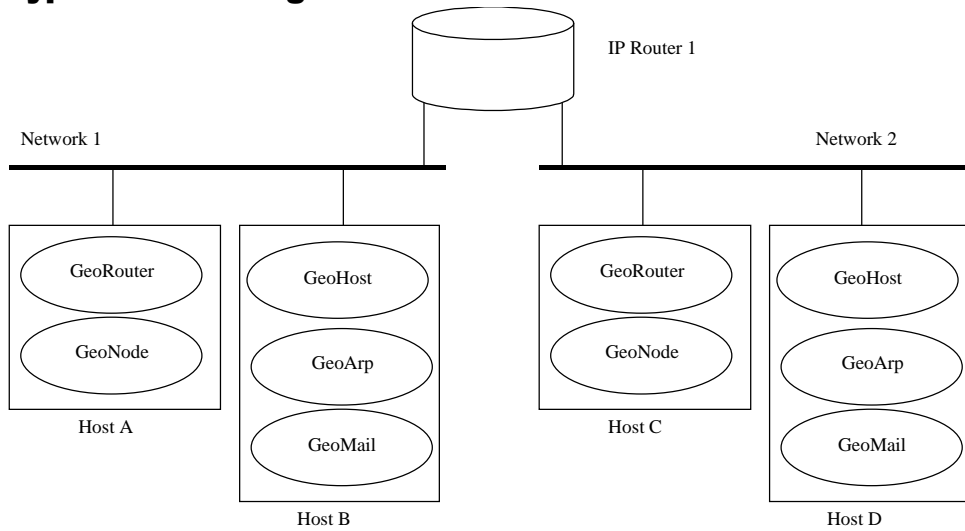 IP Router 1
Network 1
Network 2
GeoRouter
GeoNode
Host A
GeoHost
GeoArp
GeoMail
Host B
GeoRouter
GeoNode
Host C
GeoHost
GeoArp
GeoMail
Host D